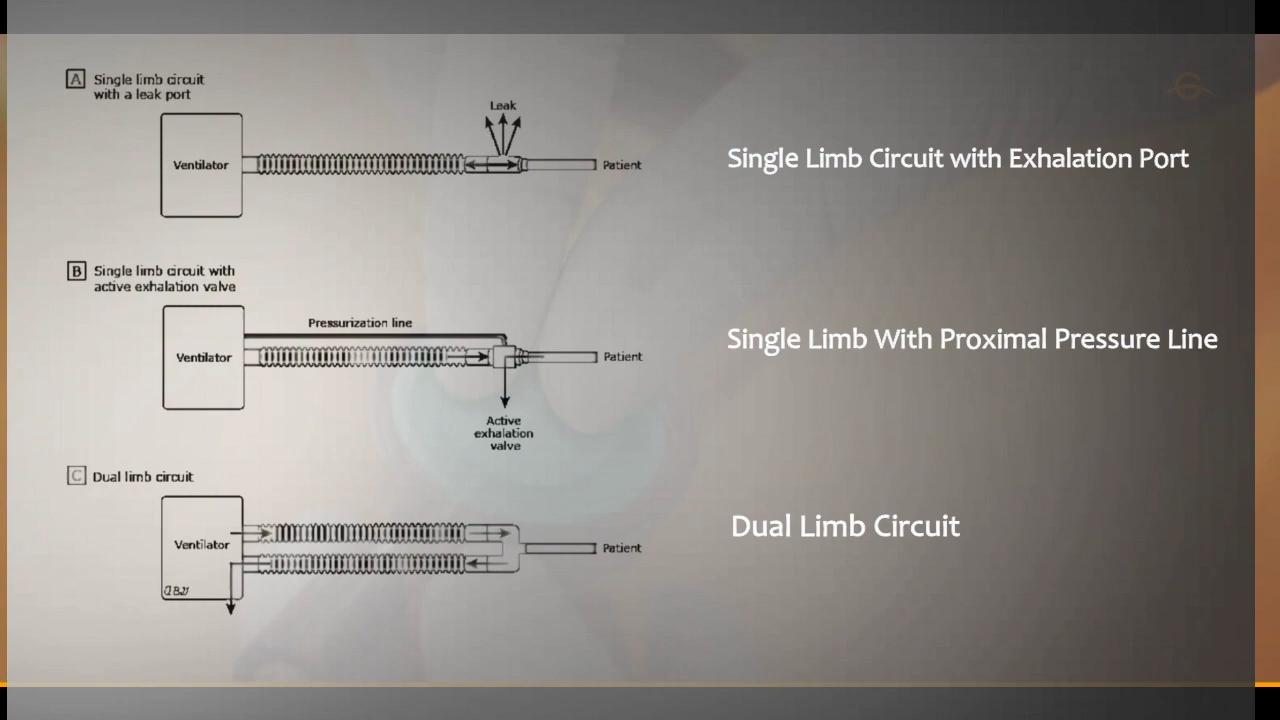 A Single limb circuit
with a leak port
Leak
Ventilator
Patient
Single Limb Circuit with Exhalation Port
B Single limb circuit with
active exhalation valve
Pressurization line
Ventilator
Patient
Single Limb With Proximal Pressure Line
Active
exhalation
valve
C Dual limb circuit
Ventilator
Patient
Dual Limb Circuit